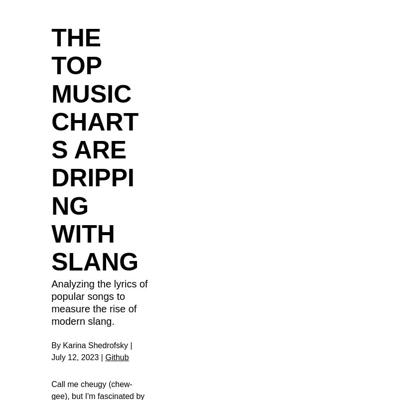 THE
TOP
MUSIC
CHART
S ARE
DRIPPI
NG
WITH
SLANG
Analyzing the lyrics of
popular songs to
measure the rise of
modern slang.
By Karina Shedrofsky |
July 12, 2023 | Github
Call me cheugy (chew-
gee), but I'm fascinated by